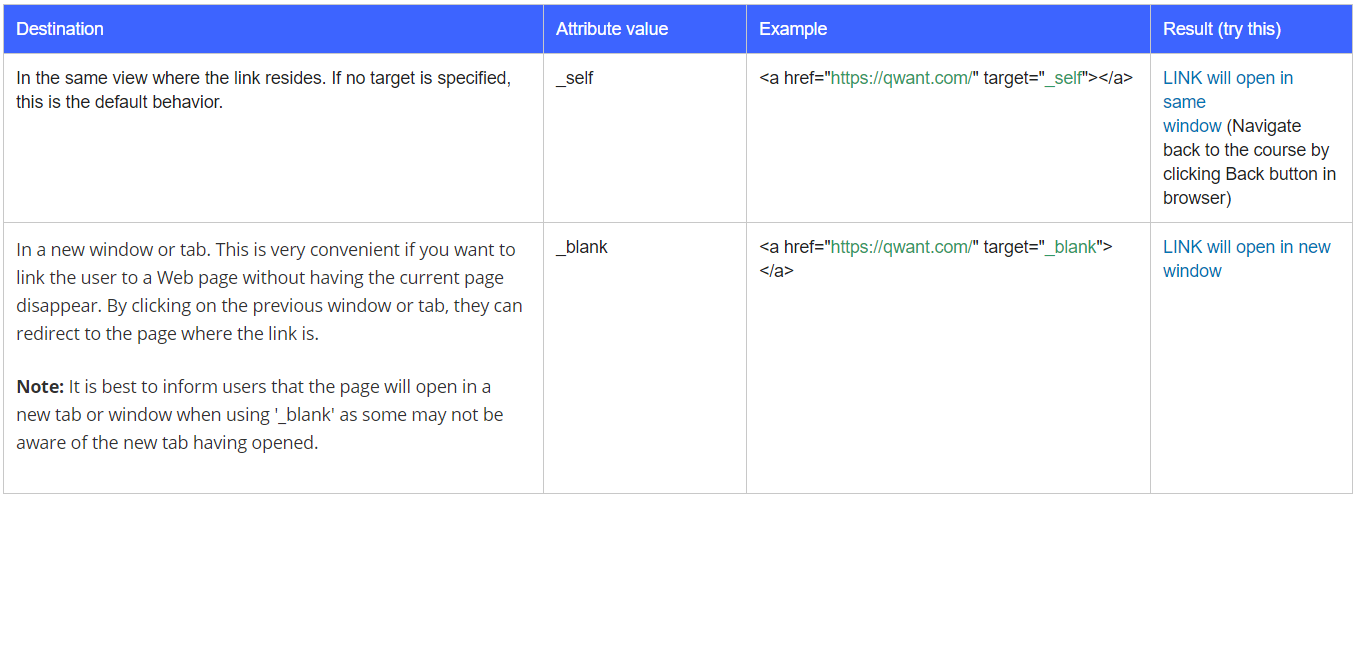 Destination
Attribute value
Example
Result (try this)
In the same view where the link resides. If no target is specified,
this is the default behavior.
_self
<a href="https://qwant.com/" target="_self"></a>
LINK will open in
same
window (Navigate
back to the course by
clicking Back button in
browser)
In a new window or tab. This is very convenient if you want to
link the user to a Web page without having the current page
disappear. By clicking on the previous window or tab, they can
redirect to the page where the link is.
Note: It is best to inform users that the page will open in a
new tab or window when using '_blank' as some may not be
aware of the new tab having opened.
_blank
<a href="https://qwant.com/" target="_blank">
</a>
LINK will open in new
window